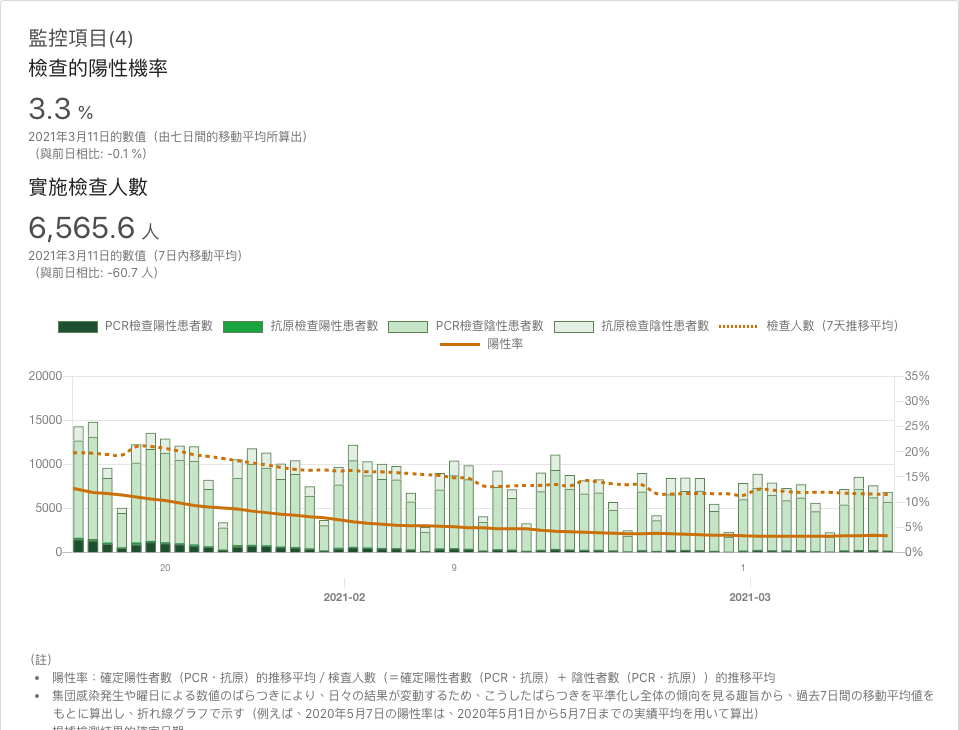 監控項目(4)
檢查的陽性機率
3.3 %
2021年3月11日的數值（由七日間的移動平均所算出）
（與前日相比: -0.1 %）
實施檢查人數
6,565.6 人
2021年3月11日的數值（7日內移動平均）
（與前日相比: -60.7 人）
PCR檢查陽性患者數 抗原檢查陽性患者數 PCR檢查陰性患者數 抗原檢查陰性患者數 檢查人數（7天推移平均）
陽性率
20000 35%
30%
15000 25%
20%
10000 15%
10%
5000 5%
0 0%
20 9 1
2021-02 2021-03
（註）
• 陽性率：確定陽性者數（PCR・抗原）的推移平均 / 検査人數（＝確定陽性者數（PCR・抗原）＋ 陰性者數（PCR・抗原））的推移平均
• 集団感染発生や曜日による数値のばらつきにより、日々の結果が変動するため、こうしたばらつきを平準化し全体の傾向を見る趣旨から、過去7日間の移動平均値を
もとに算出し、折れ線グラフで示す（例えば、2020年5月7日の陽性率は、2020年5月1日から5月7日までの実績平均を用いて算出）